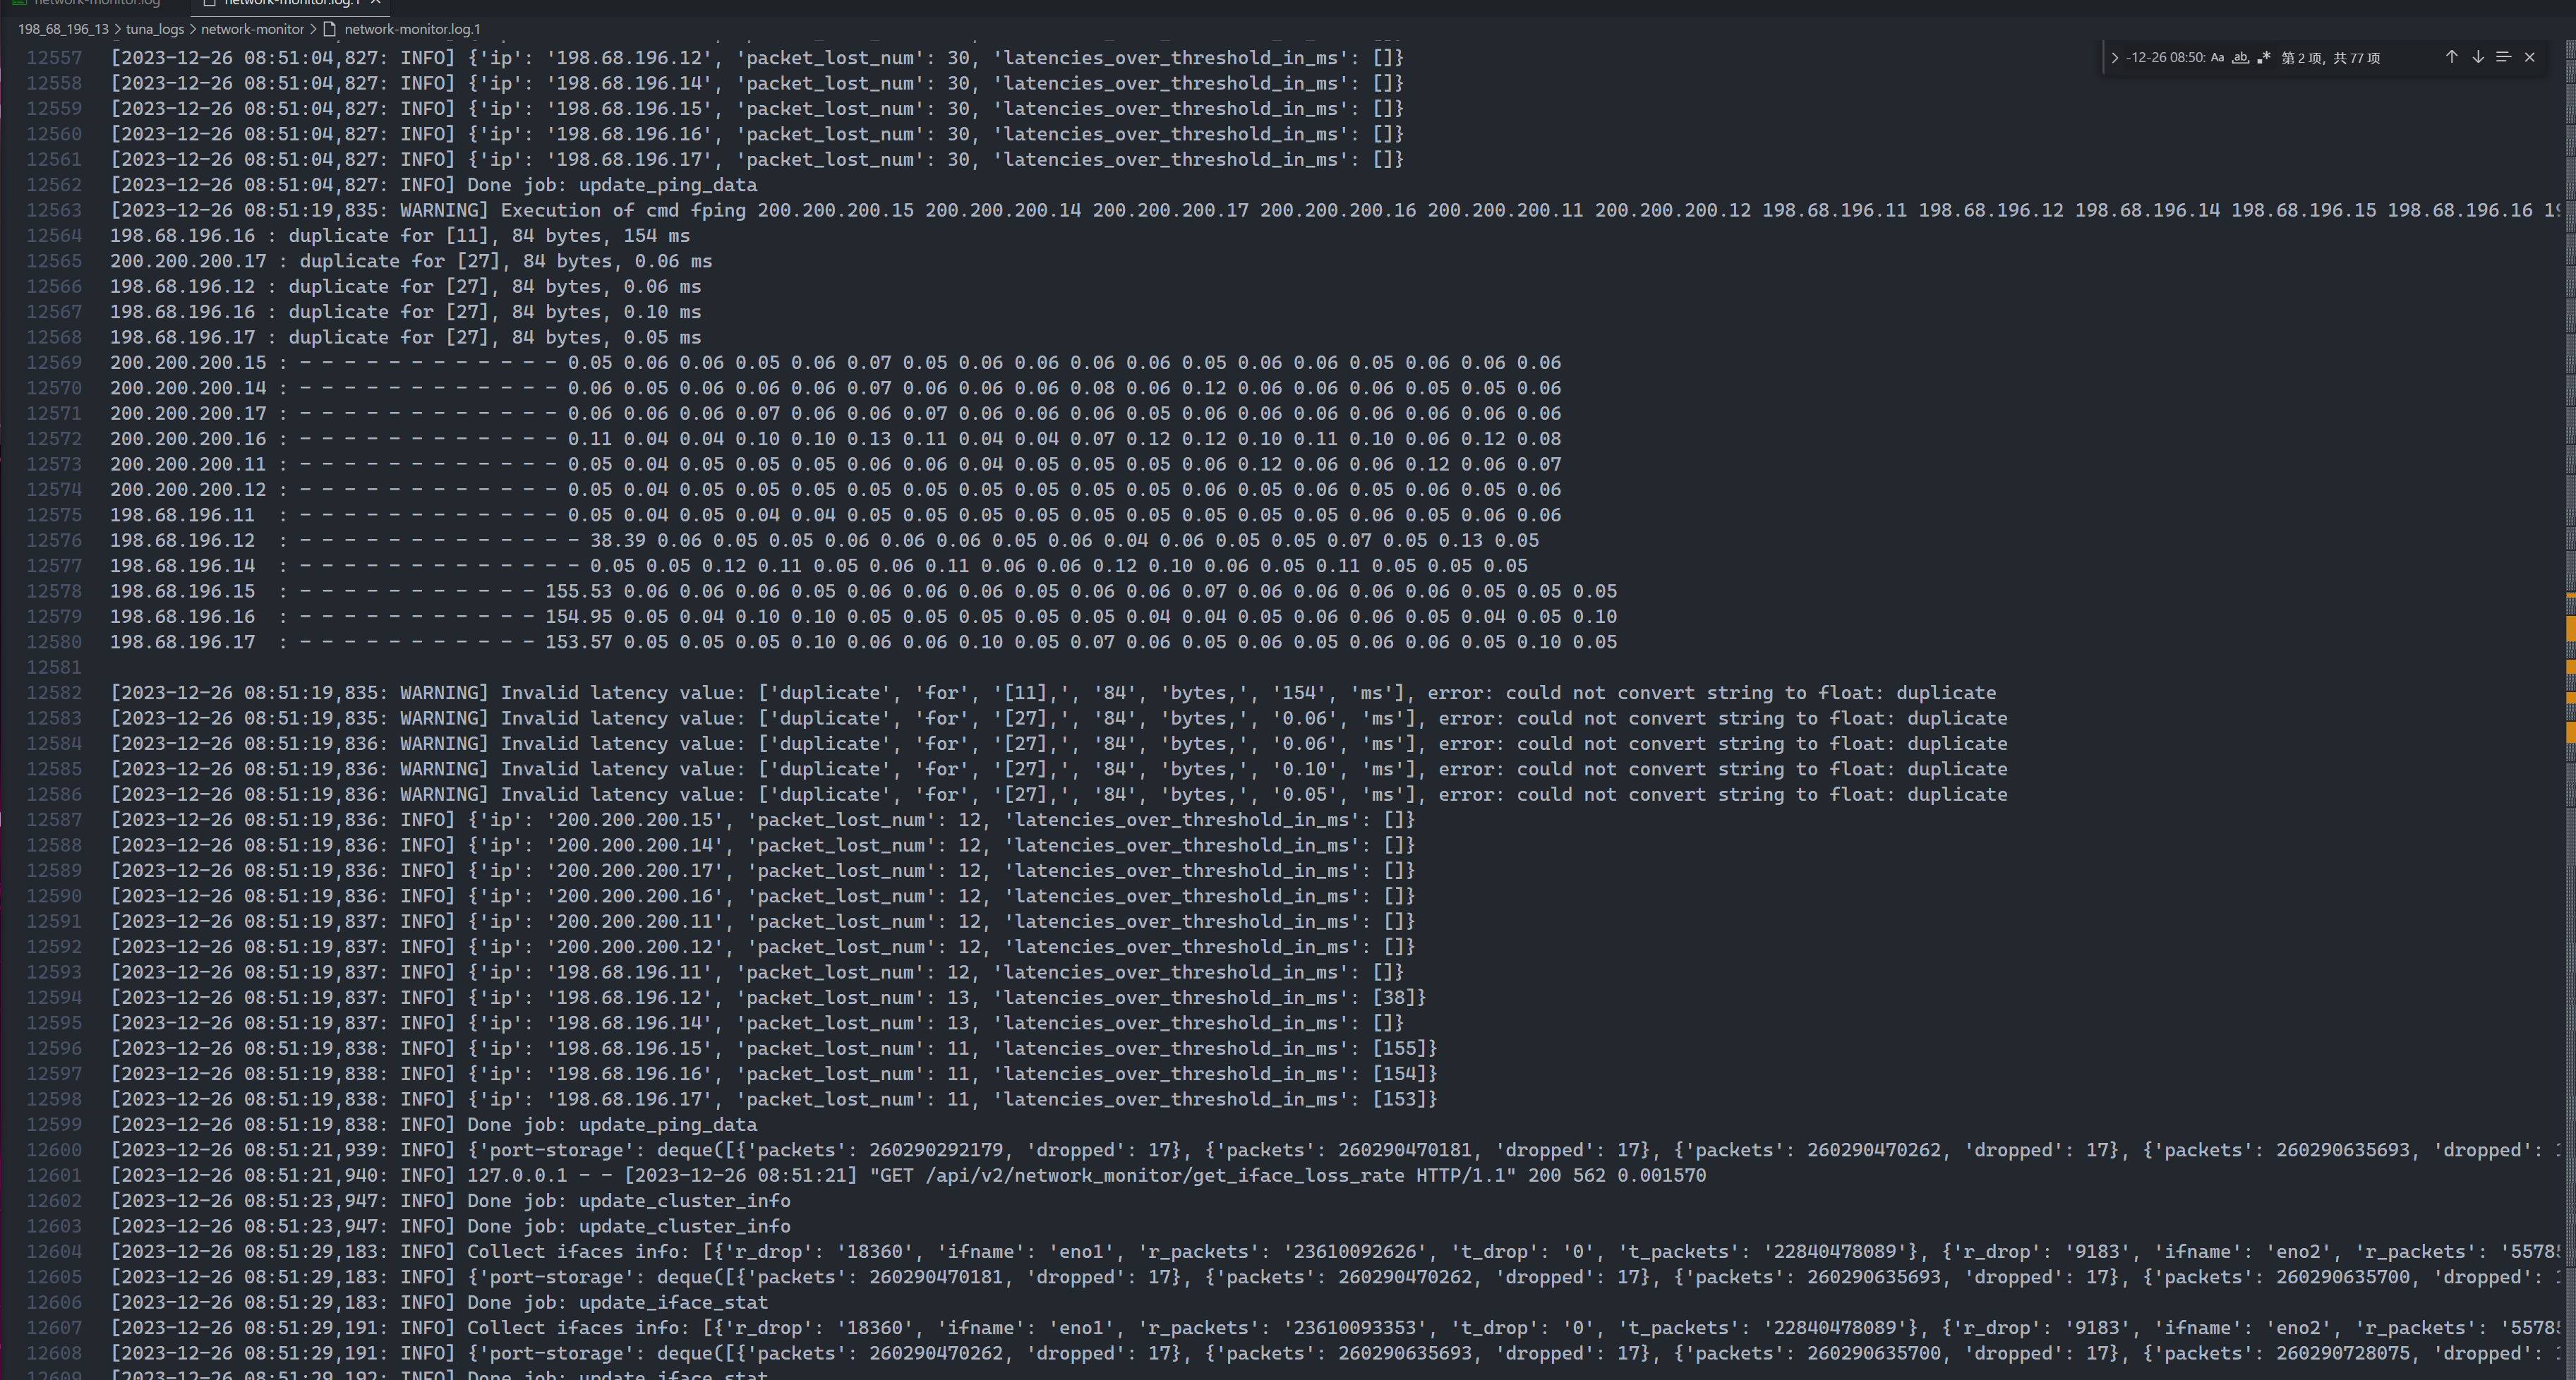 network-monitor.log network-monitor.log.1
198_68_196_13 > tuna_logs > network-monitor > network-monitor.log.1
-12-26 08:50: Aa ab 第 2 项, 共 77 项
12557 [2023-12-26 08:51:04,827: INFO] {'ip': '198.68.196.12', 'packet_lost_num': 30, 'latencies_over_threshold_in_ms': []}
12558 [2023-12-26 08:51:04,827: INFO] {'ip': '198.68.196.14', 'packet_lost_num': 30, 'latencies_over_threshold_in_ms': []}
12559 [2023-12-26 08:51:04,827: INFO] {'ip': '198.68.196.15', 'packet_lost_num': 30, 'latencies_over_threshold_in_ms': []}
12560 [2023-12-26 08:51:04,827: INFO] {'ip': '198.68.196.16', 'packet_lost_num': 30, 'latencies_over_threshold_in_ms': []}
12561 [2023-12-26 08:51:04,827: INFO] {'ip': '198.68.196.17', 'packet_lost_num': 30, 'latencies_over_threshold_in_ms': []}
12562 [2023-12-26 08:51:04,827: INFO] Done job: update_ping_data
12563 [2023-12-26 08:51:19,835: WARNING] Execution of cmd fping 200.200.200.15 200.200.200.14 200.200.200.17 200.200.200.16 200.200.200.11 200.200.200.12 198.68.196.11 198.68.196.12 198.68.196.14 198.68.196.15 198.68.196.16
12564 198.68.196.16 : duplicate for [11], 84 bytes, 154 ms
12565 200.200.200.17 : duplicate for [27], 84 bytes, 0.06 ms
12566 198.68.196.12 : duplicate for [27], 84 bytes, 0.06 ms
12567 198.68.196.16 : duplicate for [27], 84 bytes, 0.10 ms
12568 198.68.196.17 : duplicate for [27], 84 bytes, 0.05 ms
12569 200.200.200.15 : - - - - - - - - - - - - 0.05 0.06 0.06 0.05 0.06 0.07 0.05 0.06 0.06 0.06 0.06 0.05 0.06 0.06 0.05 0.06 0.06 0.06
12570 200.200.200.14 : - - - - - - - - - - - - 0.06 0.05 0.06 0.06 0.06 0.07 0.06 0.06 0.06 0.08 0.06 0.12 0.06 0.06 0.06 0.05 0.05 0.06
12571 200.200.200.17 : - - - - - - - - - - - - 0.06 0.06 0.06 0.07 0.06 0.06 0.07 0.06 0.06 0.06 0.05 0.06 0.06 0.06 0.06 0.06 0.06 0.06
12572 200.200.200.16 : - - - - - - - - - - - - 0.11 0.04 0.04 0.10 0.10 0.13 0.11 0.04 0.04 0.07 0.12 0.12 0.10 0.11 0.10 0.06 0.12 0.08
12573 200.200.200.11 : - - - - - - - - - - - - 0.05 0.04 0.05 0.05 0.05 0.06 0.06 0.04 0.05 0.05 0.05 0.06 0.12 0.06 0.06 0.12 0.06 0.07
12574 200.200.200.12 : - - - - - - - - - - - - 0.05 0.04 0.05 0.05 0.05 0.05 0.05 0.05 0.05 0.05 0.06 0.05 0.06 0.06 0.05 0.06 0.05 0.06
12575 198.68.196.11 : - - - - - - - - - - - - 0.05 0.04 0.05 0.04 0.04 0.05 0.05 0.05 0.05 0.05 0.05 0.05 0.05 0.05 0.06 0.05 0.06 0.06
12576 198.68.196.12 : - - - - - - - - - - - - - 38.39 0.06 0.05 0.05 0.06 0.06 0.06 0.05 0.06 0.04 0.06 0.05 0.05 0.07 0.05 0.13 0.05
12577 198.68.196.14 : - - - - - - - - - - - - - 0.05 0.05 0.12 0.11 0.05 0.06 0.11 0.06 0.06 0.12 0.10 0.06 0.05 0.11 0.05 0.05 0.05
12578 198.68.196.15 : - - - - - - - - - - - 155.53 0.06 0.06 0.06 0.05 0.06 0.06 0.06 0.06 0.06 0.07 0.06 0.06 0.06 0.06 0.05 0.05 0.05
12579 198.68.196.16 : - - - - - - - - - - - 154.95 0.05 0.04 0.10 0.10 0.05 0.05 0.05 0.05 0.04 0.04 0.05 0.06 0.06 0.05 0.04 0.05 0.10
12580 198.68.196.17 : - - - - - - - - - - - 153.57 0.05 0.05 0.05 0.10 0.06 0.06 0.10 0.05 0.07 0.06 0.05 0.05 0.06 0.06 0.05 0.10 0.05
12581
12582 [2023-12-26 08:51:19,835: WARNING] Invalid latency value: ['duplicate', 'for', '[11],', '84', 'bytes,', '154', 'ms'], error: could not convert string to float: duplicate
12583 [2023-12-26 08:51:19,835: WARNING] Invalid latency value: ['duplicate', 'for', '[27],', '84', 'bytes,', '0.06', 'ms'], error: could not convert string to float: duplicate
12584 [2023-12-26 08:51:19,836: WARNING] Invalid latency value: ['duplicate', 'for', '[27],', '84', 'bytes,', '0.06', 'ms'], error: could not convert string to float: duplicate
12585 [2023-12-26 08:51:19,836: WARNING] Invalid latency value: ['duplicate', 'for', '[27],', '84', 'bytes,', '0.10', 'ms'], error: could not convert string to float: duplicate
12586 [2023-12-26 08:51:19,836: WARNING] Invalid latency value: ['duplicate', 'for', '[27],', '84', 'bytes,', '0.05', 'ms'], error: could not convert string to float: duplicate
12587 [2023-12-26 08:51:19,836: INFO] {'ip': '200.200.200.15', 'packet_lost_num': 12, 'latencies_over_threshold_in_ms': []}
12588 [2023-12-26 08:51:19,836: INFO] {'ip': '200.200.200.14', 'packet_lost_num': 12, 'latencies_over_threshold_in_ms': []}
12589 [2023-12-26 08:51:19,836: INFO] {'ip': '200.200.200.17', 'packet_lost_num': 12, 'latencies_over_threshold_in_ms': []}
12590 [2023-12-26 08:51:19,836: INFO] {'ip': '200.200.200.16', 'packet_lost_num': 12, 'latencies_over_threshold_in_ms': []}
12591 [2023-12-26 08:51:19,837: INFO] {'ip': '200.200.200.11', 'packet_lost_num': 12, 'latencies_over_threshold_in_ms': []}
12592 [2023-12-26 08:51:19,837: INFO] {'ip': '200.200.200.12', 'packet_lost_num': 12, 'latencies_over_threshold_in_ms': []}
12593 [2023-12-26 08:51:19,837: INFO] {'ip': '198.68.196.11', 'packet_lost_num': 12, 'latencies_over_threshold_in_ms': []}
12594 [2023-12-26 08:51:19,837: INFO] {'ip': '198.68.196.12', 'packet_lost_num': 13, 'latencies_over_threshold_in_ms': [38]}
12595 [2023-12-26 08:51:19,837: INFO] {'ip': '198.68.196.14', 'packet_lost_num': 13, 'latencies_over_threshold_in_ms': []}
12596 [2023-12-26 08:51:19,838: INFO] {'ip': '198.68.196.15', 'packet_lost_num': 11, 'latencies_over_threshold_in_ms': [155]}
12597 [2023-12-26 08:51:19,838: INFO] {'ip': '198.68.196.16', 'packet_lost_num': 11, 'latencies_over_threshold_in_ms': [154]}
12598 [2023-12-26 08:51:19,838: INFO] {'ip': '198.68.196.17', 'packet_lost_num': 11, 'latencies_over_threshold_in_ms': [153]}
12599 [2023-12-26 08:51:19,838: INFO] Done job: update_ping_data
12600 [2023-12-26 08:51:21,939: INFO] {'port-storage': deque([{'packets': 260290292179, 'dropped': 17}, {'packets': 260290470181, 'dropped': 17}, {'packets': 260290470262, 'dropped': 17}, {'packets': 260290635693, 'dropped':
12601 [2023-12-26 08:51:21,940: INFO] 127.0.0.1 - - [2023-12-26 08:51:21] "GET /api/v2/network_monitor/get_iface_loss_rate HTTP/1.1" 200 562 0.001570
12602 [2023-12-26 08:51:23,947: INFO] Done job: update_cluster_info
12603 [2023-12-26 08:51:23,947: INFO] Done job: update_cluster_info
12604 [2023-12-26 08:51:29,183: INFO] Collect ifaces info: [{'r_drop': '18360', 'ifname': 'eno1', 'r_packets': '23610092626', 't_drop': '0', 't_packets': '22840478089'}, {'r_drop': '9183', 'ifname': 'eno2', 'r_packets': '5578
12605 [2023-12-26 08:51:29,183: INFO] {'port-storage': deque([{'packets': 260290470181, 'dropped': 17}, {'packets': 260290470262, 'dropped': 17}, {'packets': 260290635693, 'dropped': 17}, {'packets': 260290635700, 'dropped':
12606 [2023-12-26 08:51:29,183: INFO] Done job: update_iface_stat
12607 [2023-12-26 08:51:29,191: INFO] Collect ifaces info: [{'r_drop': '18360', 'ifname': 'eno1', 'r_packets': '23610093353', 't_drop': '0', 't_packets': '22840478089'}, {'r_drop': '9183', 'ifname': 'eno2', 'r_packets': '5578
12608 [2023-12-26 08:51:29,191: INFO] {'port-storage': deque([{'packets': 260290470262, 'dropped': 17}, {'packets': 260290635693, 'dropped': 17}, {'packets': 260290635700, 'dropped': 17}, {'packets': 260290728075, 'dropped':
12609 [2023-12-26 08:51:29,192: INFO] Done job: update_iface_stat